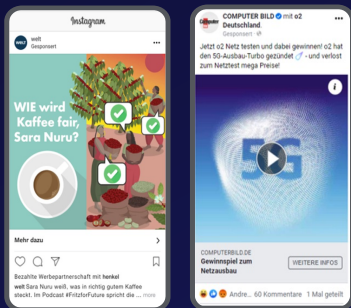 Instagram
WELT
welt
Gesponsert
WIE wird
Kaffee fair,
Sara Nuru?
Mehr dazu
Bezahlte Werbepartnerschaft mit henkel
welt Sara Nuru weiß, was in richtig gutem Kaffee
steckt. Im Podcast #FritzforFuture spricht die ... more
COMPUTER BILD mit o2
Deutschland.
Gesponsert
Jetzt o2 Netz testen und dabei gewinnen! o2 hat
den 5G-Ausbau-Turbo gezündet - und verlost
zum Netztest mega Preise!
5G
COMPUTERBILD.DE
Gewinnspiel zum
Netzausbau
WEITERE INFOS
Andre... 60 Kommentare 1 Mal geteilt